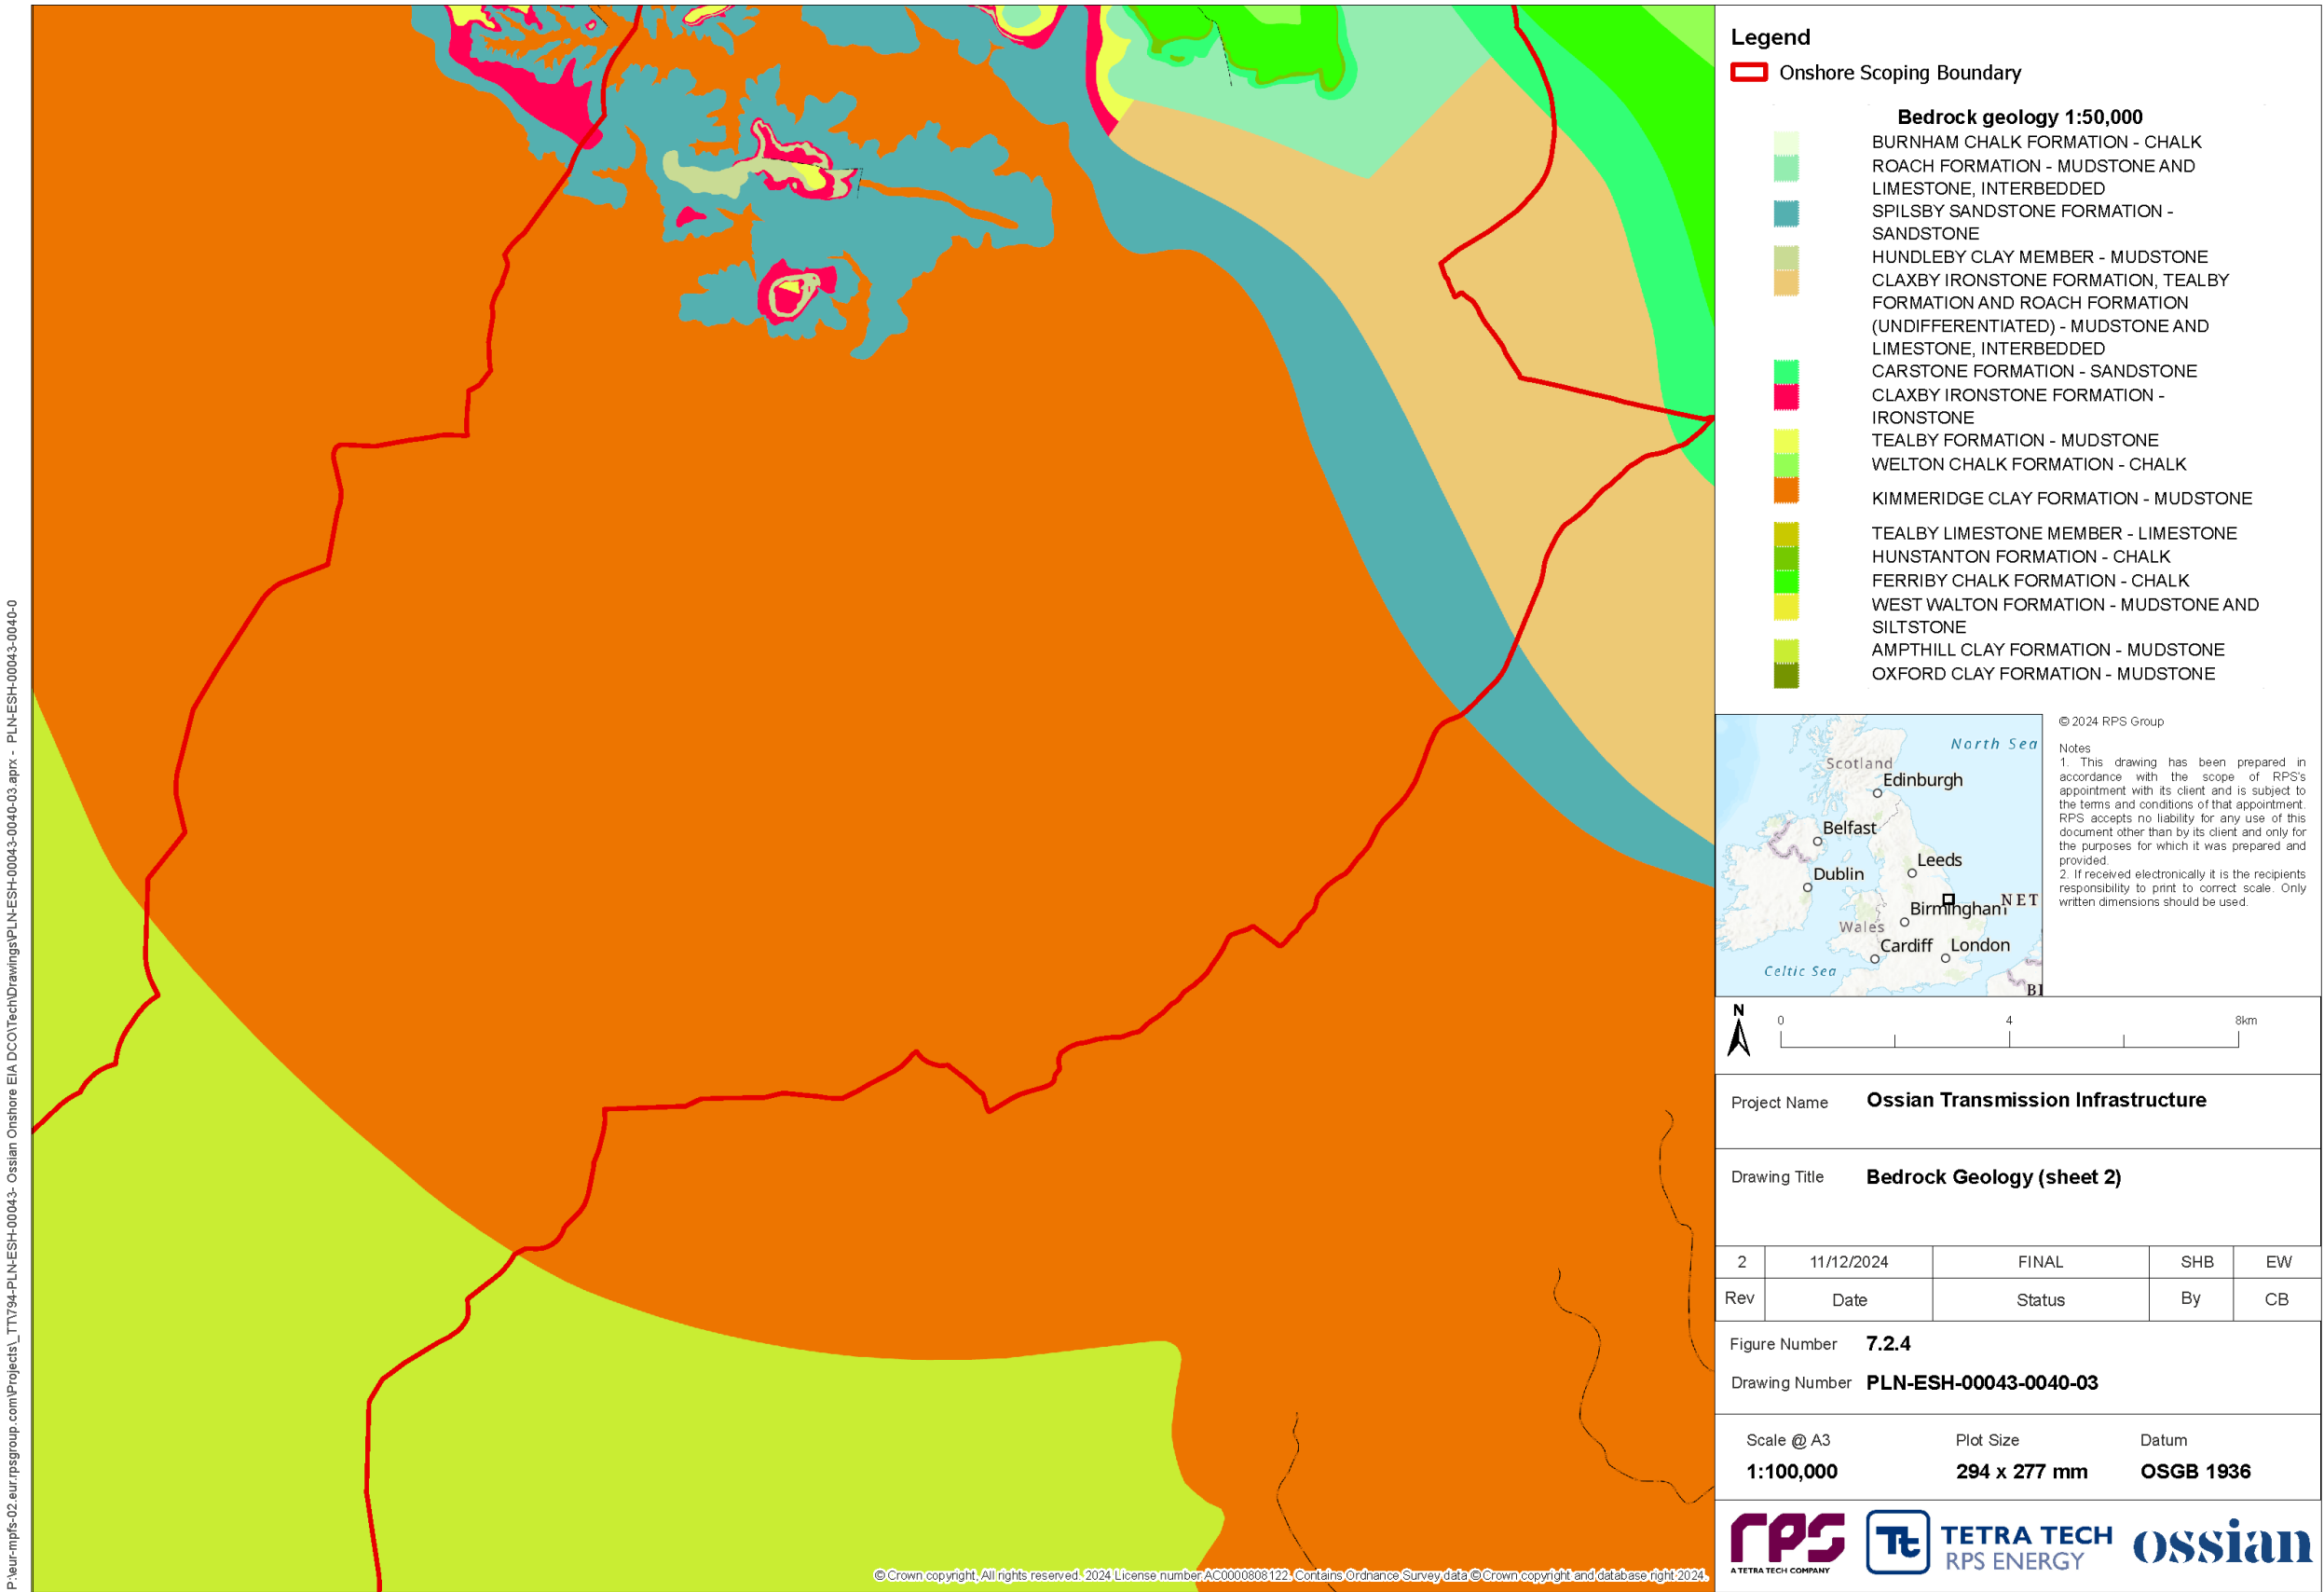 Legend
Onshore Scoping Boundary
Bedrock geology 1:50,000
BURNHAM CHALK FORMATION - CHALK
ROACH FORMATION - MUDSTONE AND
LIMESTONE, INTERBEDDED
SPILSBY SANDSTONE FORMATION -
SANDSTONE
HUNDLEBY CLAY MEMBER - MUDSTONE
CLAXBY IRONSTONE FORMATION, TEALBY
FORMATION AND ROACH FORMATION
(UNDIFFERENTIATED) - MUDSTONE AND
LIMESTONE, INTERBEDDED
CARSTONE FORMATION - SANDSTONE
CLAXBY IRONSTONE FORMATION -
IRONSTONE
TEALBY FORMATION - MUDSTONE
WELTON CHALK FORMATION - CHALK
KIMMERIDGE CLAY FORMATION - MUDSTONE
TEALBY LIMESTONE MEMBER - LIMESTONE
HUNSTANTON FORMATION - CHALK
FERRIBY CHALK FORMATION - CHALK
WEST WALTON FORMATION - MUDSTONE AND
SILTSTONE
AMPTHILL CLAY FORMATION - MUDSTONE
OXFORD CLAY FORMATION - MUDSTONE
North Sea
Scotland
Edinburgh
Belfast
Leeds
Dublin
NET
Birmingham
Wales
Cardiff
London
Celtic Sea
BI
© 2024 RPS Group
Notes
1. This drawing has been prepared in
accordance with the scope of RPS's
appointment with its client and is subject to
the terms and conditions of that appointment.
RPS accepts no liability for any use of this
document other than by its client and only for
the purposes for which it was prepared and
provided.
2. If received electronically it is the recipients
responsibility to print to correct scale. Only
written dimensions should be used.
N
0 4 8km
Project Name Ossian Transmission Infrastructure
Drawing Title Bedrock Geology (sheet 2)
2 11/12/2024 FINAL SHB EW
Rev Date Status By CB
Figure Number 7.2.4
Drawing Number PLN-ESH-00043-0040-03
Scale @ A3 Plot Size Datum
1:100,000 294 x 277 mm OSGB 1936
rps
A TETRA TECH COMPANY
Tt
TETRA TECH
RPS ENERGY
ossian
© Crown copyright, All rights reserved. 2024 License number AC0000808122. Contains Ordnance Survey data © Crown copyright and database right 2024.
P:\eur-mpfs-02.eur.rpsgroup.com\Projects\_TT\794-PLN-ESH-00043- Ossian Onshore EIA DCO\Tech\Drawings\PLN-ESH-00043-0040-03.aprx - PLN-ESH-00043-0040-0